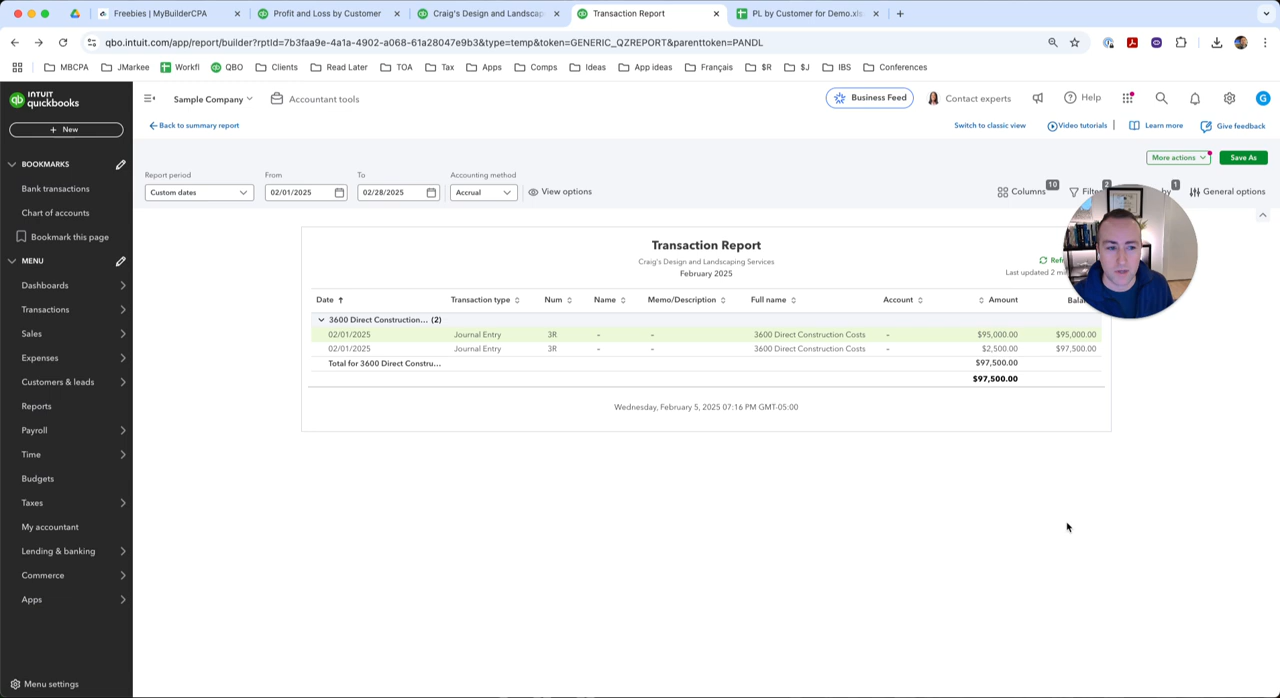 Freebies | MyBuilderCPA
Profit and Loss by Customer
Craig's Design and Landscap
Transaction Report
PL by Customer for Demo.xls
qbo.intuit.com/app/report/builder?rptId=7b3faa9e-4a1a-4902-a068-61a28047e9b3&type=temp&token=GENERIC_QZREPORT&parenttoken=PANDL
MBCPA JMarkee Workfl QBO Clients Read Later TOA Tax Apps Comps Ideas App ideas Français $R $J IBS Conferences
INTUIT
quickbooks
Sample Company
Accountant tools
Business Feed
Contact experts
Help
G
+ New
Back to summary report
Switch to classic view
Video tutorials
Learn more
Give feedback
BOOKMARKS
Bank transactions
Chart of accounts
Bookmark this page
MENU
Dashboards
Transactions
Sales
Expenses
Customers & leads
Reports
Payroll
Time
Budgets
Taxes
My accountant
Lending & banking
Commerce
Apps
Menu settings
More actions
Save As
Report period From To Accounting method
Custom dates 02/01/2025 02/28/2025 Accrual View options
Columns 10 Filte 2 by 1 General options
Transaction Report
Craig's Design and Landscaping Services
February 2025
Refr
Last updated 2 mi
Date Transaction type Num Name Memo/Description Full name Account Amount Bala
3600 Direct Construction... (2)
02/01/2025 Journal Entry 3R - - 3600 Direct Construction Costs - $95,000.00 $95,000.00
02/01/2025 Journal Entry 3R - - 3600 Direct Construction Costs - $2,500.00 $97,500.00
Total for 3600 Direct Constru... $97,500.00
$97,500.00
Wednesday, February 5, 2025 07:16 PM GMT-05:00